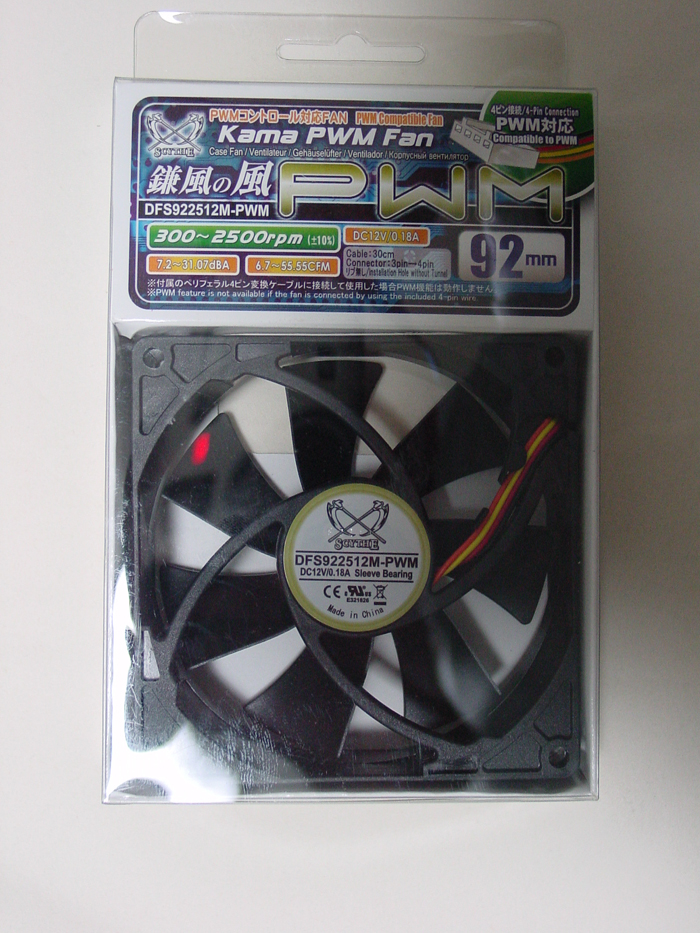 PWMコントロール対応FAN PWM Compatible Fan
4ピン接続/4-Pin Connection
PWM対応
Compatible to PWM
SCYTHE
Kama PWM Fan
Case Fan / Ventilateur / Gehäuselüfter / Ventilador / Корпусный вентилятор
鎌風の風 PWM
DFS922512M-PWM
300~2500rpm (±10%)
DC12V/0.18A
7.2~31.07dBA
6.7~55.55CFM
Cable:30cm
Connector:3pin 4pin
リブ無し/Installation Hole without Tunnel
92mm
※付属のペリフェラル4ピン変換ケーブルに接続して使用した場合PWM機能は動作しません
※PWM feature is not available if the fan is connected by using the included 4-pin wire.
SCYTHE
DFS922512M-PWM
DC12V/0.18A Sleeve Bearing
CE
E321826
Made in China